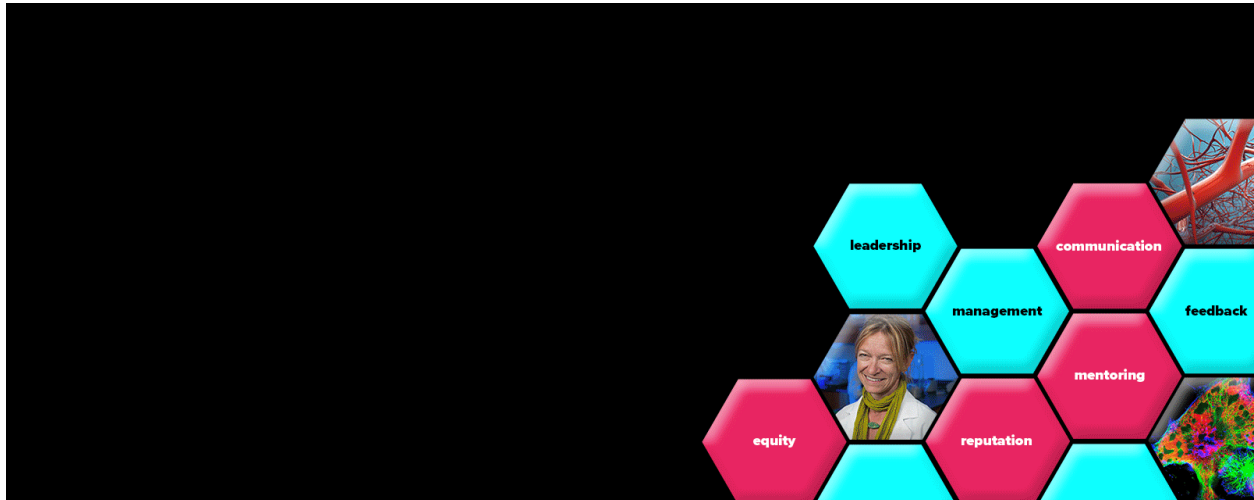 leadership
communication
management
feedback
mentoring
equity
reputation